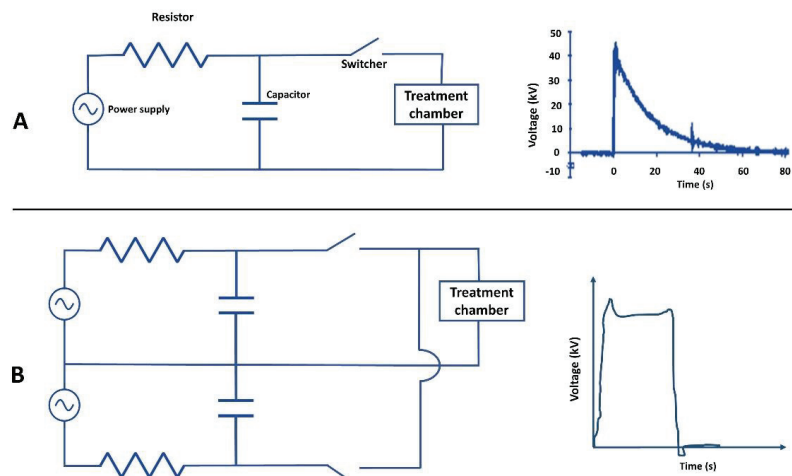 Resistor
Switcher
Power supply
Capacitor
Treatment
chamber
A
Voltage (kV)
50
40
30
20
10
0
-10
0 20 40 60 80
Time (s)
Treatment
chamber
B
Voltage (kV)
Time (s)